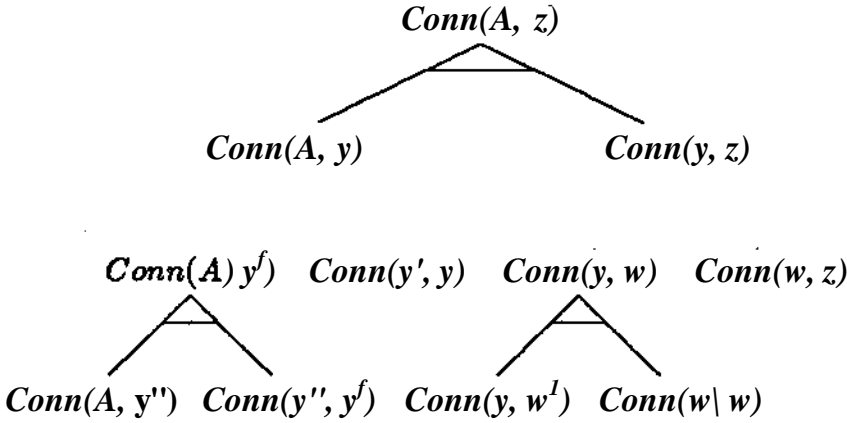 Conn(A, z)
Conn(A, y) Conn(y, z)
Conn(A) y^f) Conn(y', y) Conn(y, w) Conn(w, z)
Conn(A, y'') Conn(y'', y^f) Conn(y, w^1) Conn(w\ w)